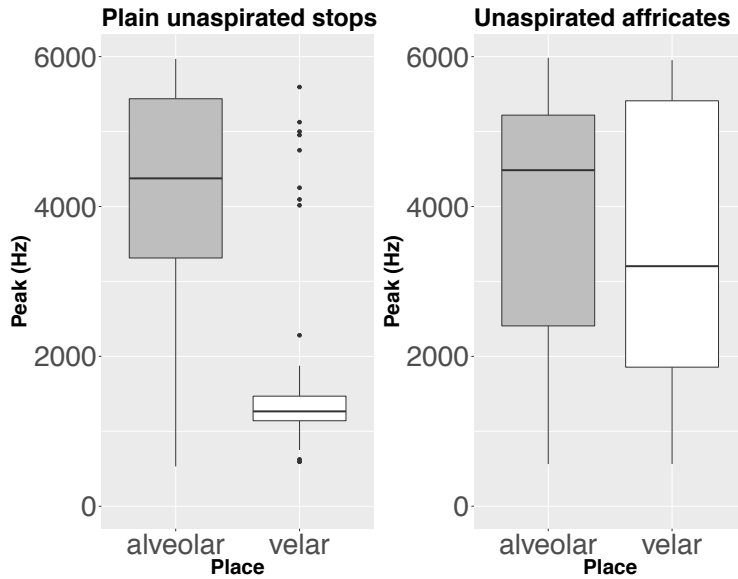 Plain unaspirated stops
Peak (Hz)
6000
4000
2000
0
alveolar velar
Place
Unaspirated affricates
Peak (Hz)
6000
4000
2000
0
alveolar velar
Place